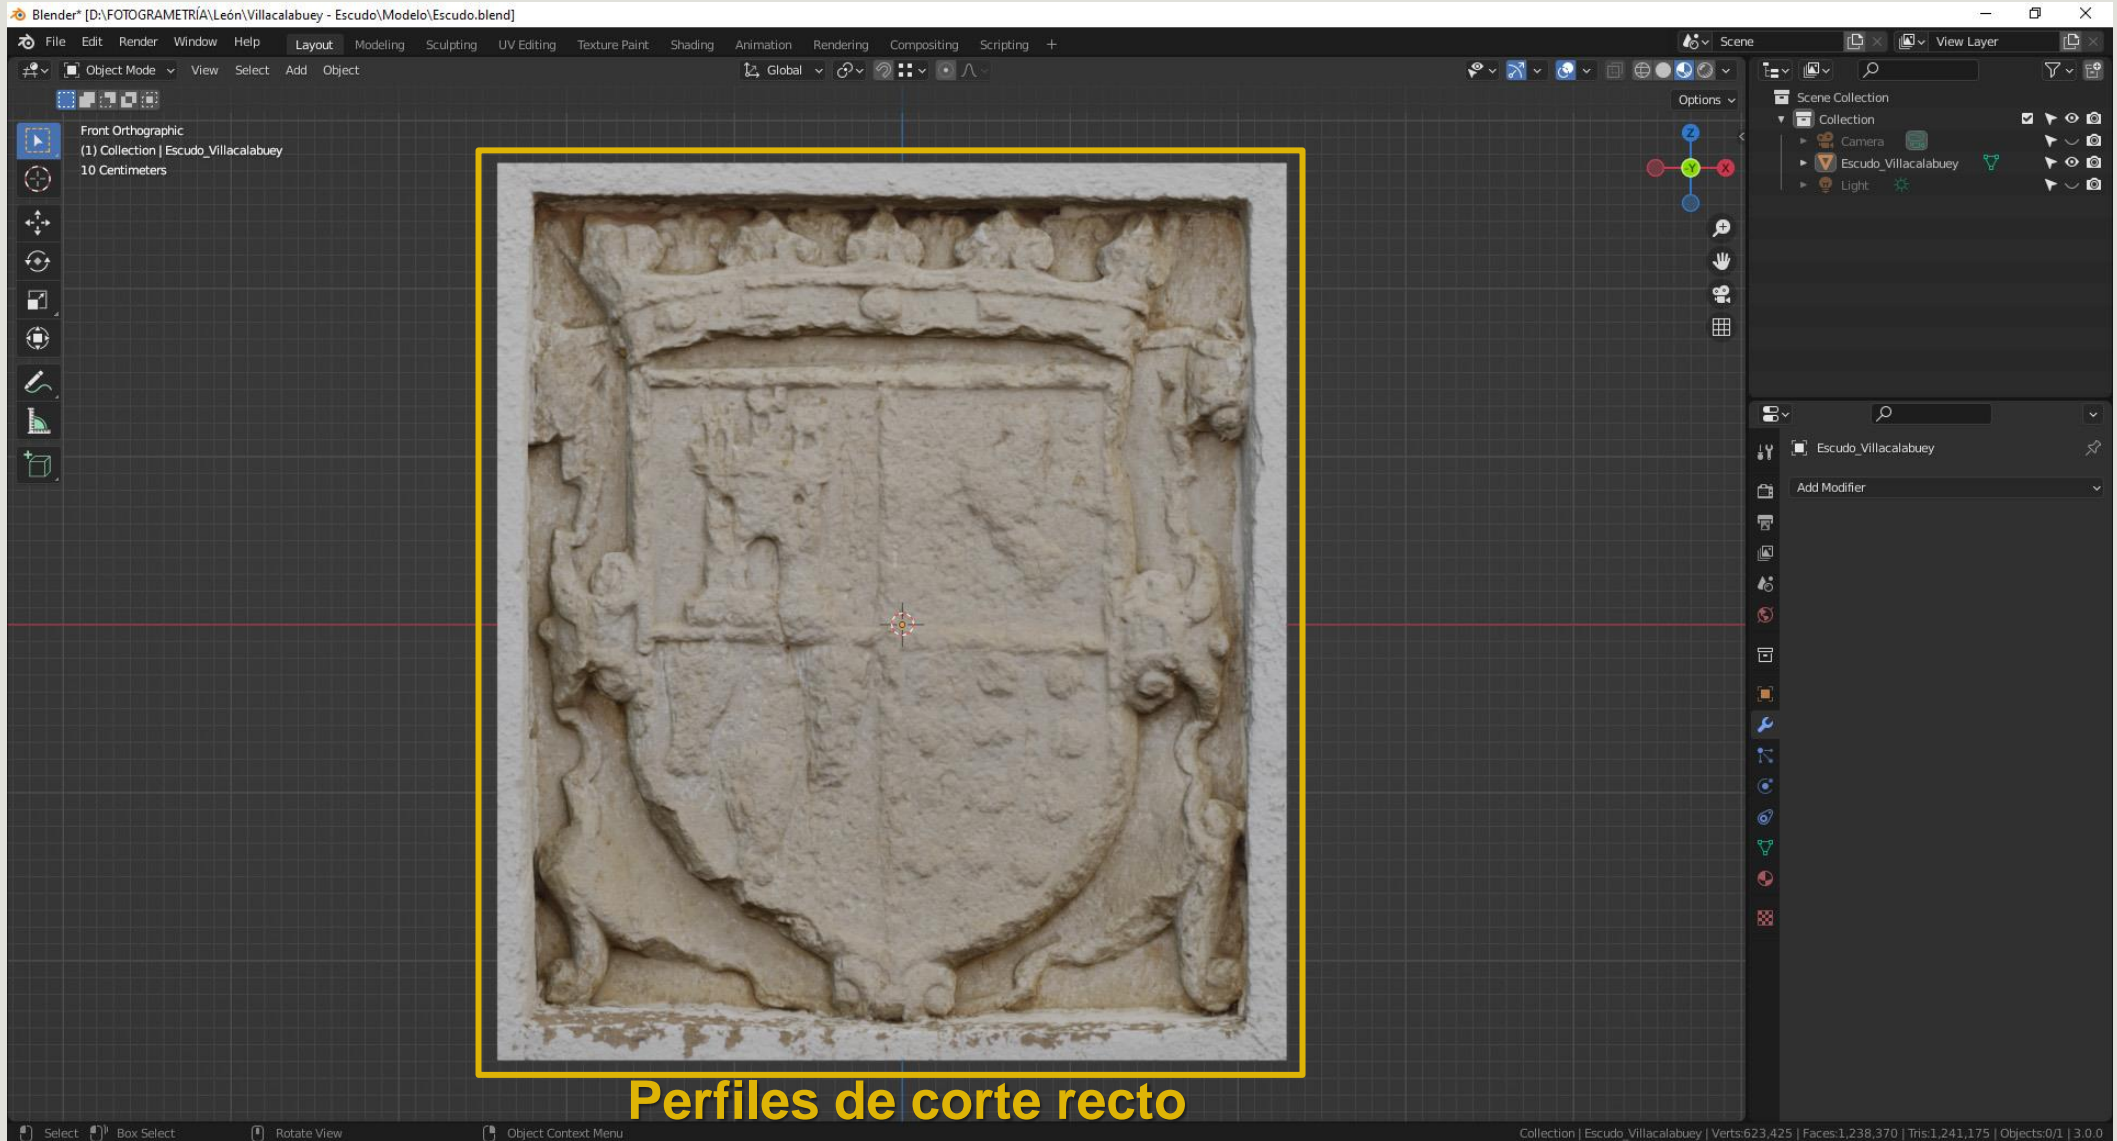 Blender* [D:\FOTOGRAMETRÍA\León\Villacalabuey - Escudo\Modelo\Escudo.blend]
File Edit Render Window Help Layout Modeling Sculpting UV Editing Texture Paint Shading Animation Rendering Compositing Scripting + Scene View Layer
Object Mode View Select Add Object Global
Options
Front Orthographic
(1) Collection | Escudo_Villacalabuey
10 Centimeters
Z
Y
X
Scene Collection
Collection
Camera
Escudo_Villacalabuey
Light
Escudo_Villacalabuey
Add Modifier
Perfiles de corte recto
Select Box Select Rotate View Object Context Menu Collection | Escudo_Villacalabuey | Verts:623,425 | Faces:1,238,370 | Tris:1,241,175 | Objects:0/1 | 3.0.0